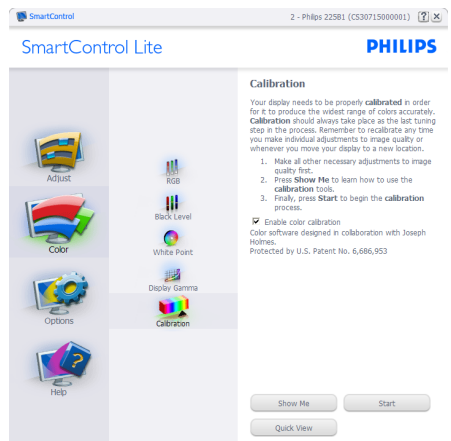 SmartControl
2 - Philips 225B1 (CS30715000001)
?
SmartControl Lite
PHILIPS
Adjust
Color
Options
Help
RGB
Black Level
White Point
Display Gamma
Calibration
Calibration
Your display needs to be properly calibrated in order
for it to produce the widest range of colors accurately.
Calibration should always take place as the last tuning
step in the process. Remember to recalibrate any time
you make individual adjustments to image quality or
whenever you move your display to a new location.
1. Make all other necessary adjustments to image
quality first.
2. Press Show Me to learn how to use the
calibration tools.
3. Finally, press Start to begin the calibration
process.
Enable color calibration
Color software designed in collaboration with Joseph
Holmes.
Protected by U.S. Patent No. 6,686,953
Show Me
Start
Quick View